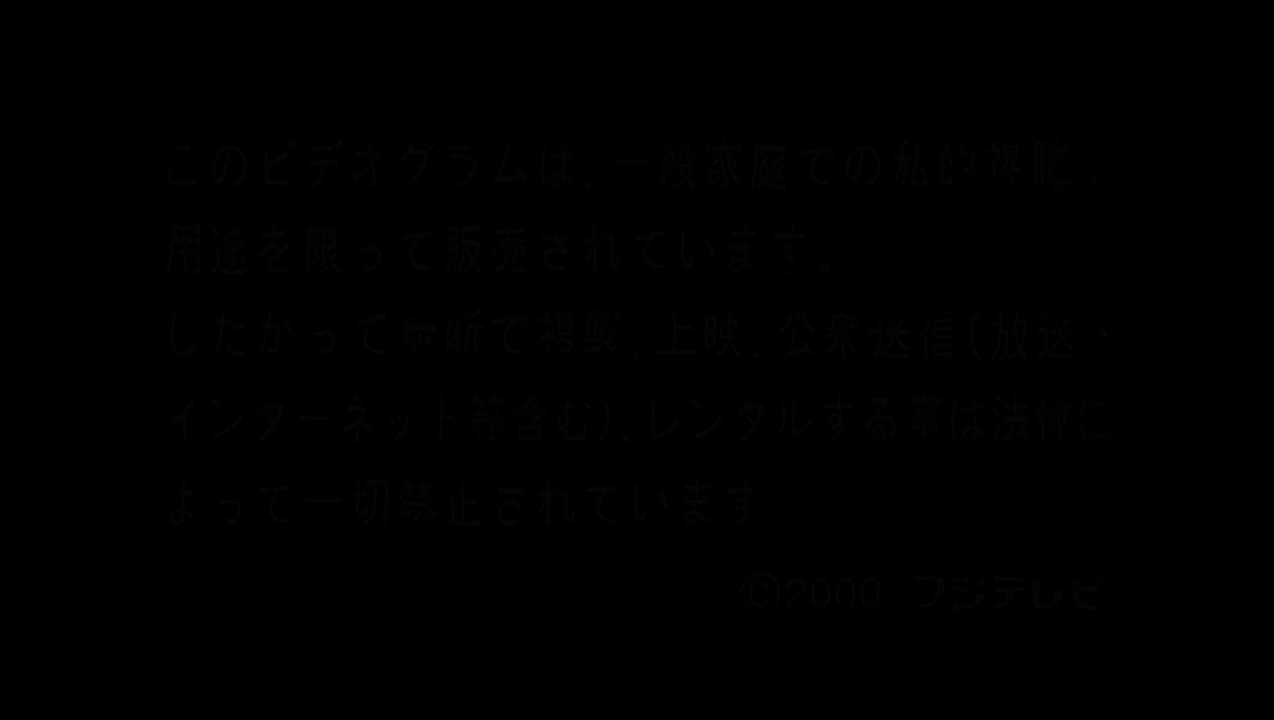 このビデオグラムは、一般家庭での私的視聴に
用途を限って販売されています。
したがって無断で複製、上映、公衆送信(放送・
インターネット等含む)、レンタルする事は法律に
よって一切禁止されています。
©2000 フジテレビ